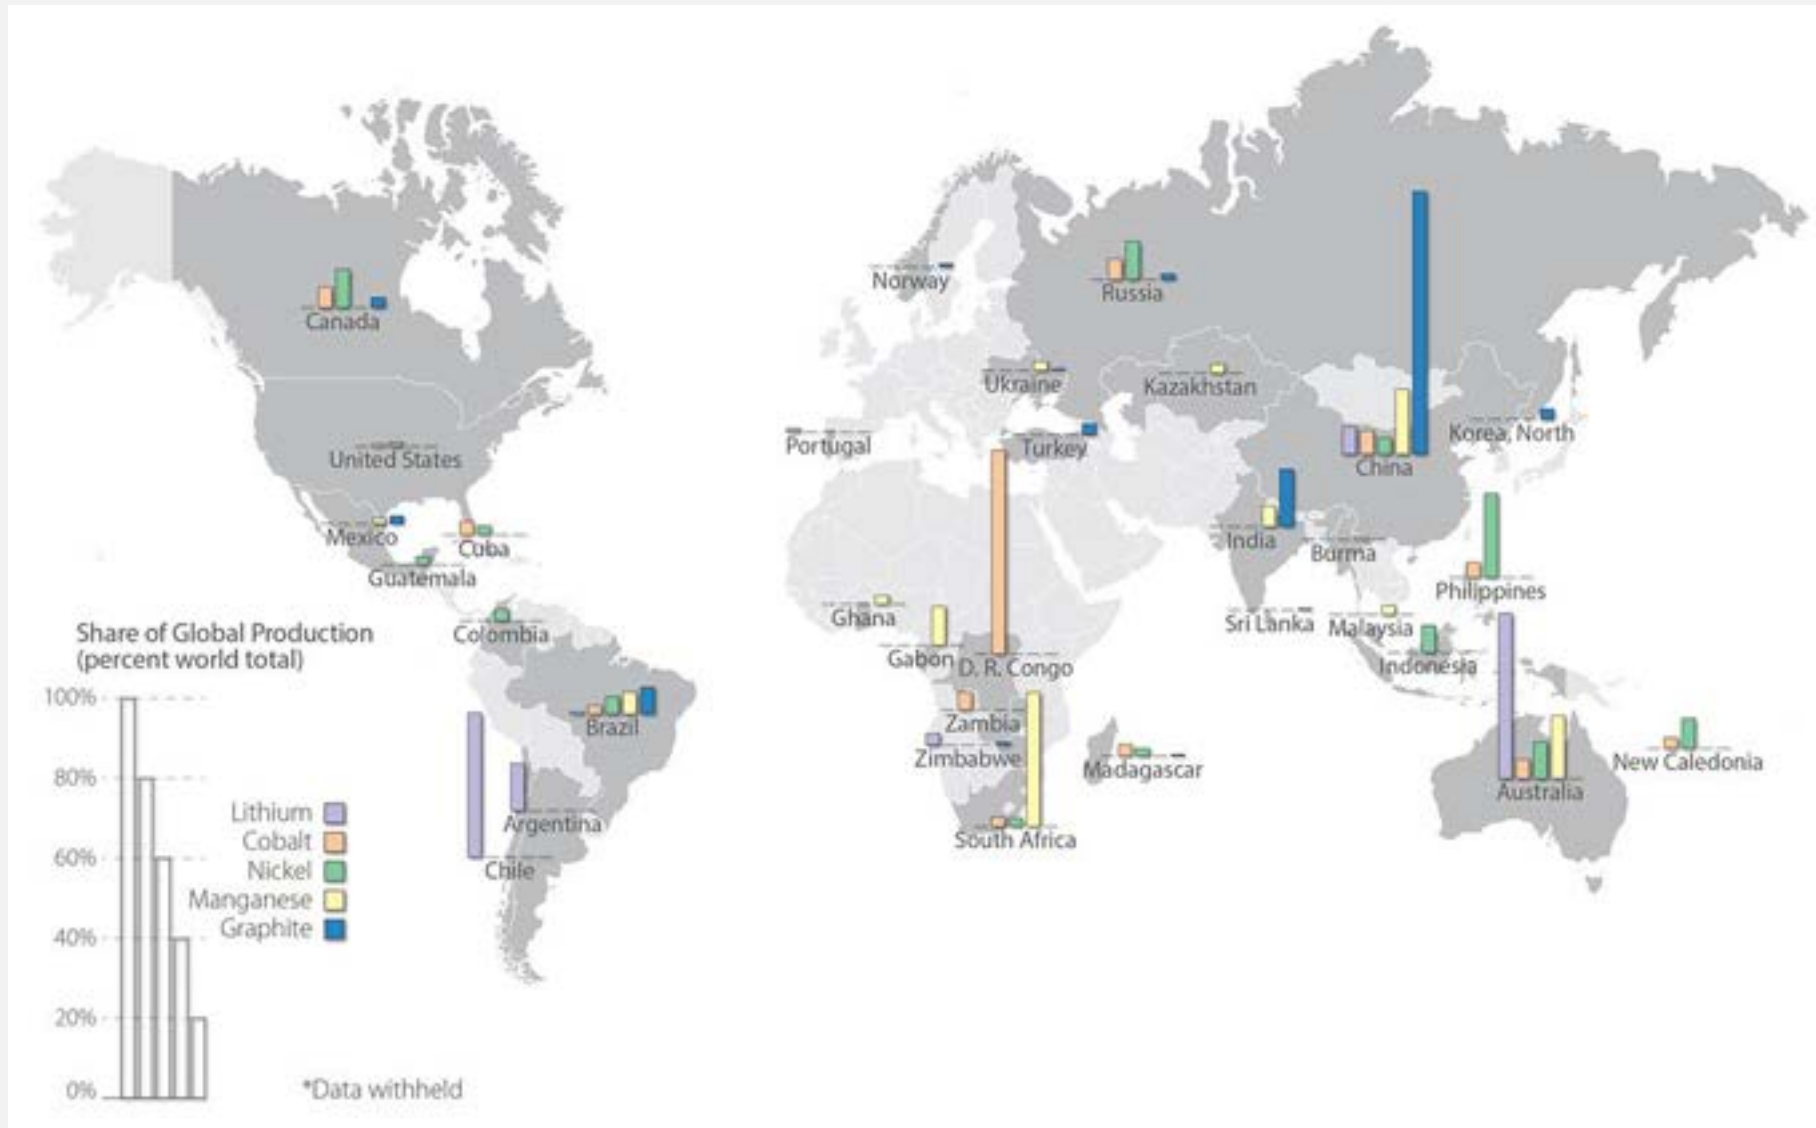 Norway
Russia
Canada
Ukraine
Kazakhstan
Portugal
Turkey
Korea, North
United States
China
Mexico
Cuba
India
Burma
Guatemala
Philippines
Ghana
Sri Lanka
Malaysia
Colombia
Gabon
D. R. Congo
Indonesia
Share of Global Production
(percent world total)
Zambia
Brazil
Zimbabwe
Madagascar
New Caledonia
Australia
Argentina
South Africa
Chile
100%
80%
60%
40%
20%
0%
Lithium
Cobalt
Nickel
Manganese
Graphite
*Data withheld